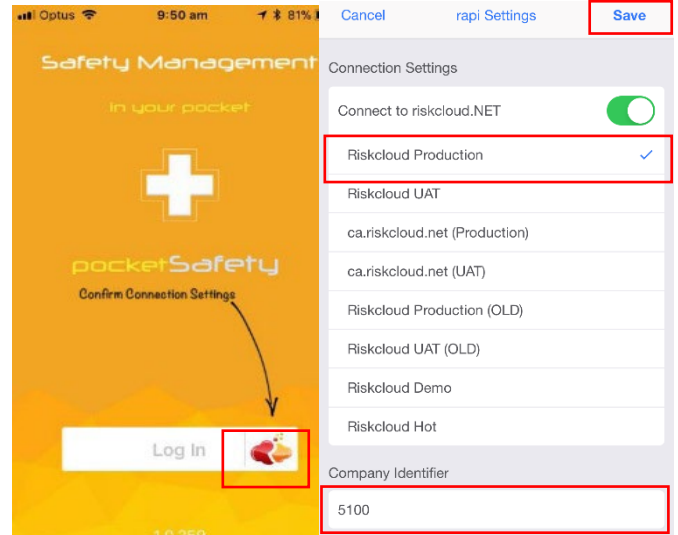 Optus 9:50 am 81%
Safety Management
in your pocket
pocketSafety
Confirm Connection Settings
Log In
Cancel rapi Settings Save
Connection Settings
Connect to riskcloud.NET
Riskcloud Production
Riskcloud UAT
ca.riskcloud.net (Production)
ca.riskcloud.net (UAT)
Riskcloud Production (OLD)
Riskcloud UAT (OLD)
Riskcloud Demo
Riskcloud Hot
Company Identifier
5100